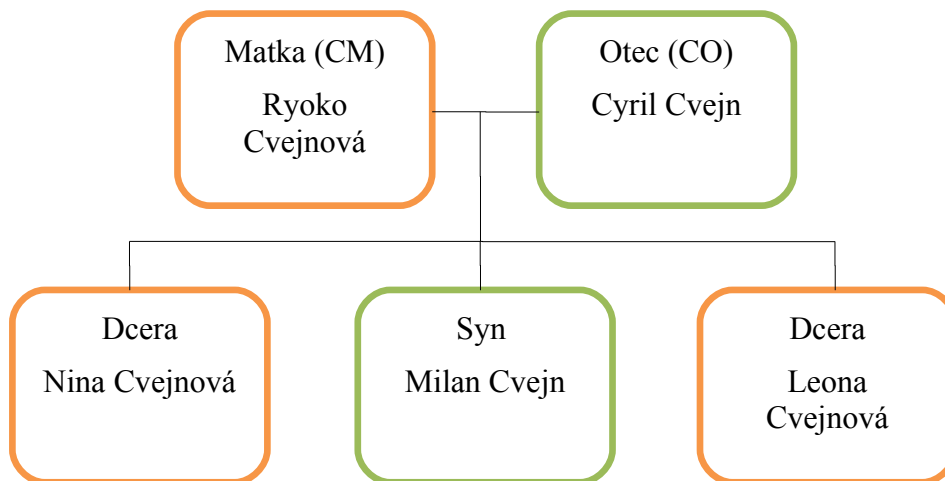 Matka (CM)
Ryoko
Cvejnová
Otec (CO)
Cyril Cvejn
Dcera
Nina Cvejnová
Syn
Milan Cvejn
Dcera
Leona
Cvejnová